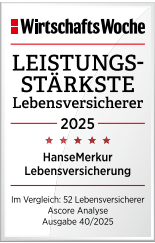 WirtschaftsWoche
LEISTUNGS-
STÄRKSTE
Lebensversicherer
2025
HanseMerkur
Lebensversicherung
Im Vergleich: 52 Lebensversicherer
Ascore Analyse
Ausgabe 40/2025